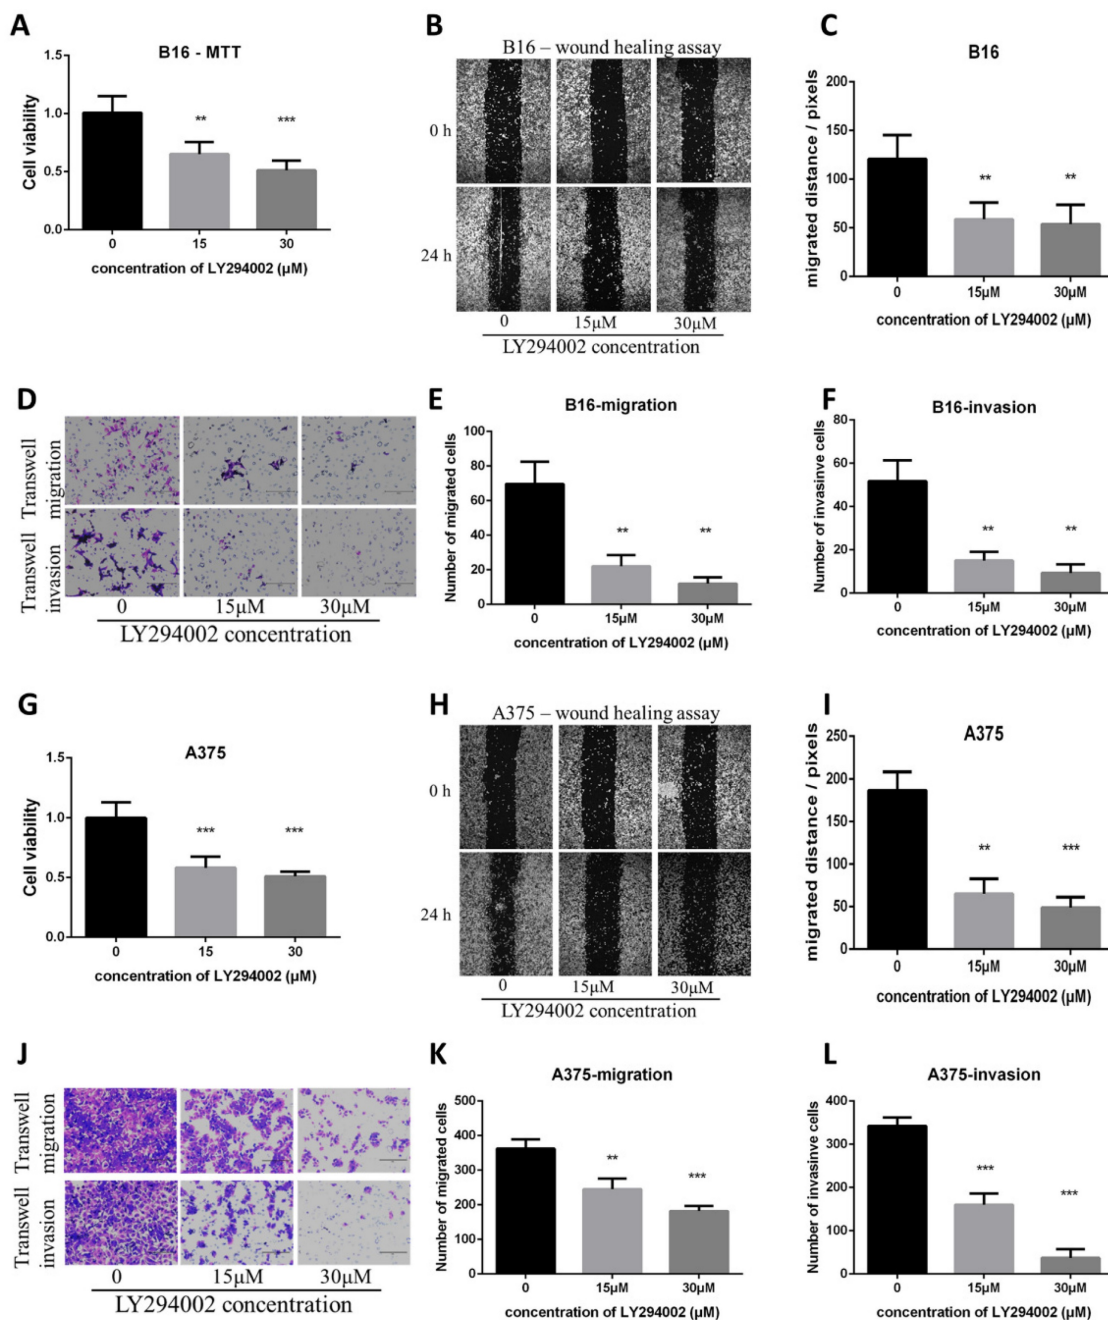 A
B16 - MTT
Cell viability
1.5
1.0
0.5
0.0
**
***
0
15
30
concentration of LY294002 (µM)
B
B16 – wound healing assay
0 h
24 h
0
15µM
30µM
LY294002 concentration
C
B16
migrated distance / pixels
200
150
100
50
0
**
**
0
15µM
30µM
concentration of LY294002 (µM)
D
Transwell
migration
Transwell
invasion
0
15µM
30µM
LY294002 concentration
E
B16-migration
Number of migrated cells
100
80
60
40
20
0
**
**
0
15µM
30µM
concentration of LY294002 (µM)
F
B16-invasion
Number of invasinve cells
80
60
40
20
0
**
**
0
15µM
30µM
concentration of LY294002 (µM)
G
A375
Cell viability
1.5
1.0
0.5
0.0
***
***
0
15
30
concentration of LY294002 (µM)
H
A375 – wound healing assay
0 h
24 h
0
15µM
30µM
LY294002 concentration
I
A375
migrated distance / pixels
250
200
150
100
50
0
**
***
0
15µM
30µM
concentration of LY294002 (µM)
J
Transwell
migration
Transwell
invasion
0
15µM
30µM
LY294002 concentration
K
A375-migration
Number of migrated cells
500
400
300
200
100
0
**
***
0
15µM
30µM
concentration of LY294002 (µM)
L
A375-invasion
Number of invasinve cells
400
300
200
100
0
***
***
0
15µM
30µM
concentration of LY294002 (µM)